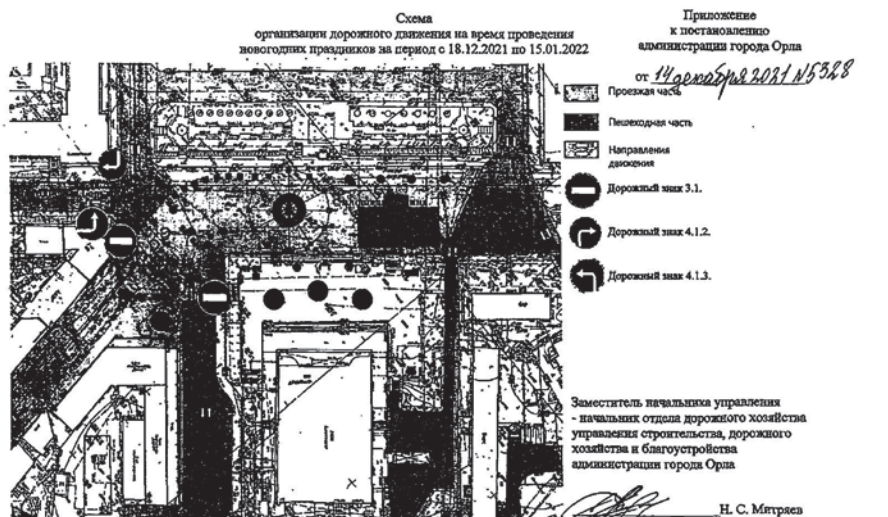 Схема
организации дорожного движения на время проведения
новогодних праздников на период с 18.12.2021 по 15.01.2022
Приложение
к постановлению
администрации города Орла
от 14 декабря 2021 N5328
Проезжая часть
Пешеходная часть
Направления
движения
Дорожный знак 3.1.
Дорожный знак 4.1.2.
Дорожный знак 4.1.3.
Заместитель начальника управления
- начальник отдела дорожного хозяйства
управления строительства, дорожного
хозяйства и благоустройства
администрации города Орла
Н. С. Митряев